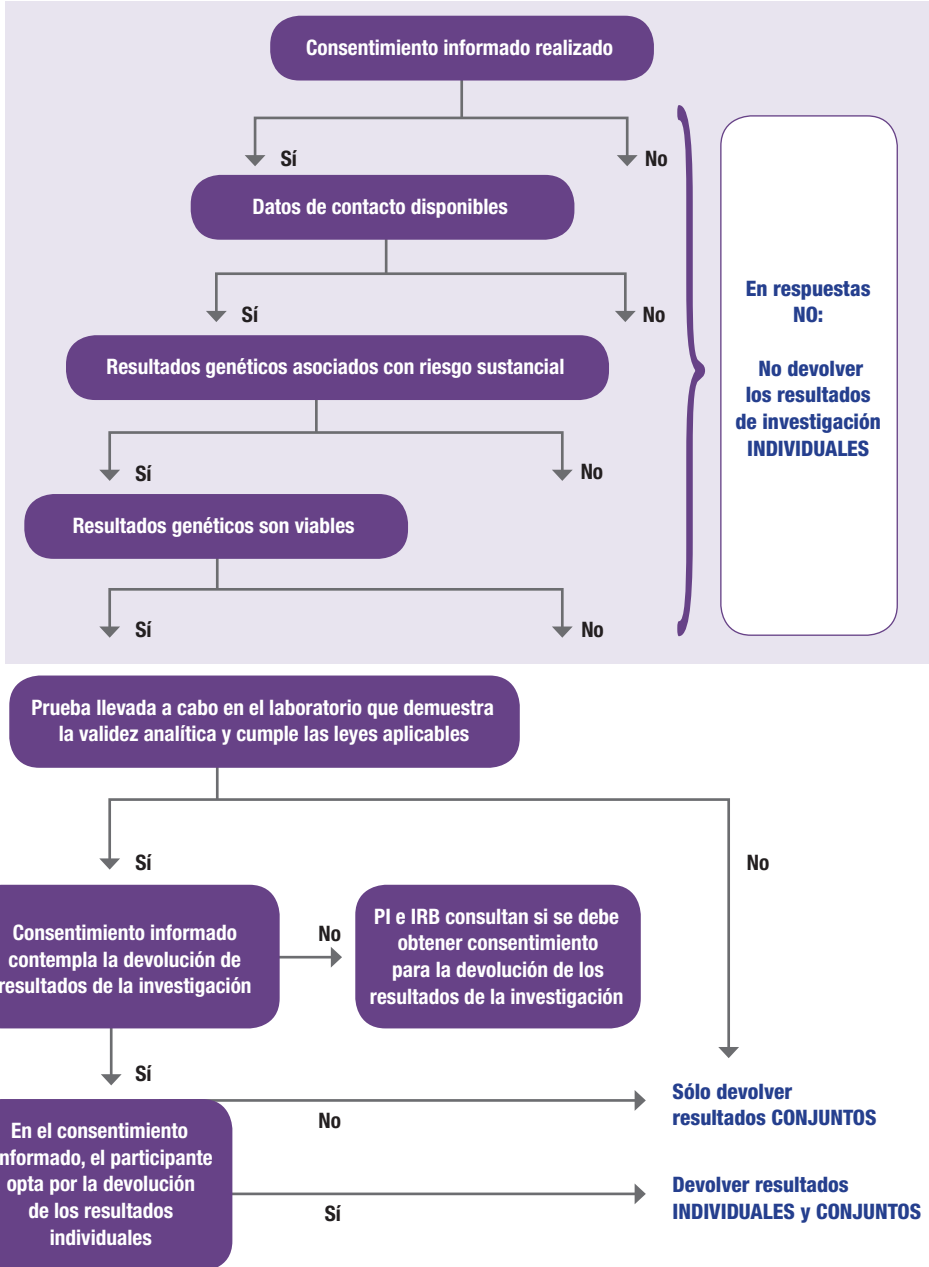 Consentimiento informado realizado
Sí
No
Datos de contacto disponibles
Sí
No
Resultados genéticos asociados con riesgo sustancial
Sí
No
Resultados genéticos son viables
Sí
No
En respuestas
NO:
No devolver
los resultados
de investigación
INDIVIDUALES
Prueba llevada a cabo en el laboratorio que demuestra
la validez analítica y cumple las leyes aplicables
Sí
No
Consentimiento informado
contempla la devolución de
resultados de la investigación
No
PI e IRB consultan si se debe
obtener consentimiento
para la devolución de los
resultados de la investigación
Sí
En el consentimiento
informado, el participante
opta por la devolución
de los resultados
individuales
No
Sólo devolver
resultados CONJUNTOS
Sí
Devolver resultados
INDIVIDUALES y CONJUNTOS